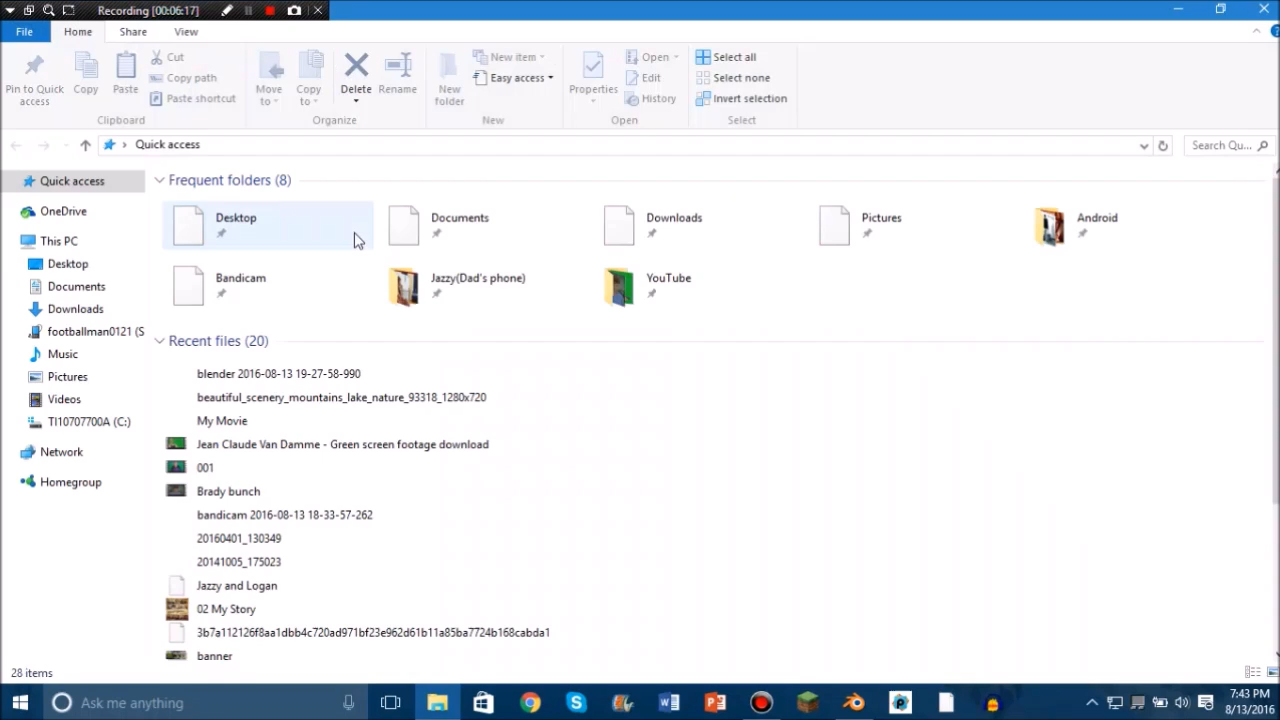 Recording [00:06:17]
File Home Share View
Pin to Quick access
Copy
Paste
Cut
Copy path
Paste shortcut
Clipboard
Move to
Copy to
Delete
Rename
Organize
New folder
New item
Easy access
New
Properties
Open
Edit
History
Open
Select all
Select none
Invert selection
Select
Quick access
Search Qu...
Quick access
OneDrive
This PC
Desktop
Documents
Downloads
footballman0121 (S
Music
Pictures
Videos
TI10707700A (C:)
Network
Homegroup
Frequent folders (8)
Desktop
Documents
Downloads
Pictures
Android
Bandicam
Jazzy(Dad's phone)
YouTube
Recent files (20)
blender 2016-08-13 19-27-58-990
beautiful_scenery_mountains_lake_nature_93318_1280x720
My Movie
Jean Claude Van Damme - Green screen footage download
001
Brady bunch
bandicam 2016-08-13 18-33-57-262
20160401_130349
20141005_175023
Jazzy and Logan
02 My Story
3b7a112126f8aa1dbb4c720ad971bf23e962d61b11a85ba7724b168cabda1
banner
28 items
Ask me anything
7:43 PM
8/13/2016